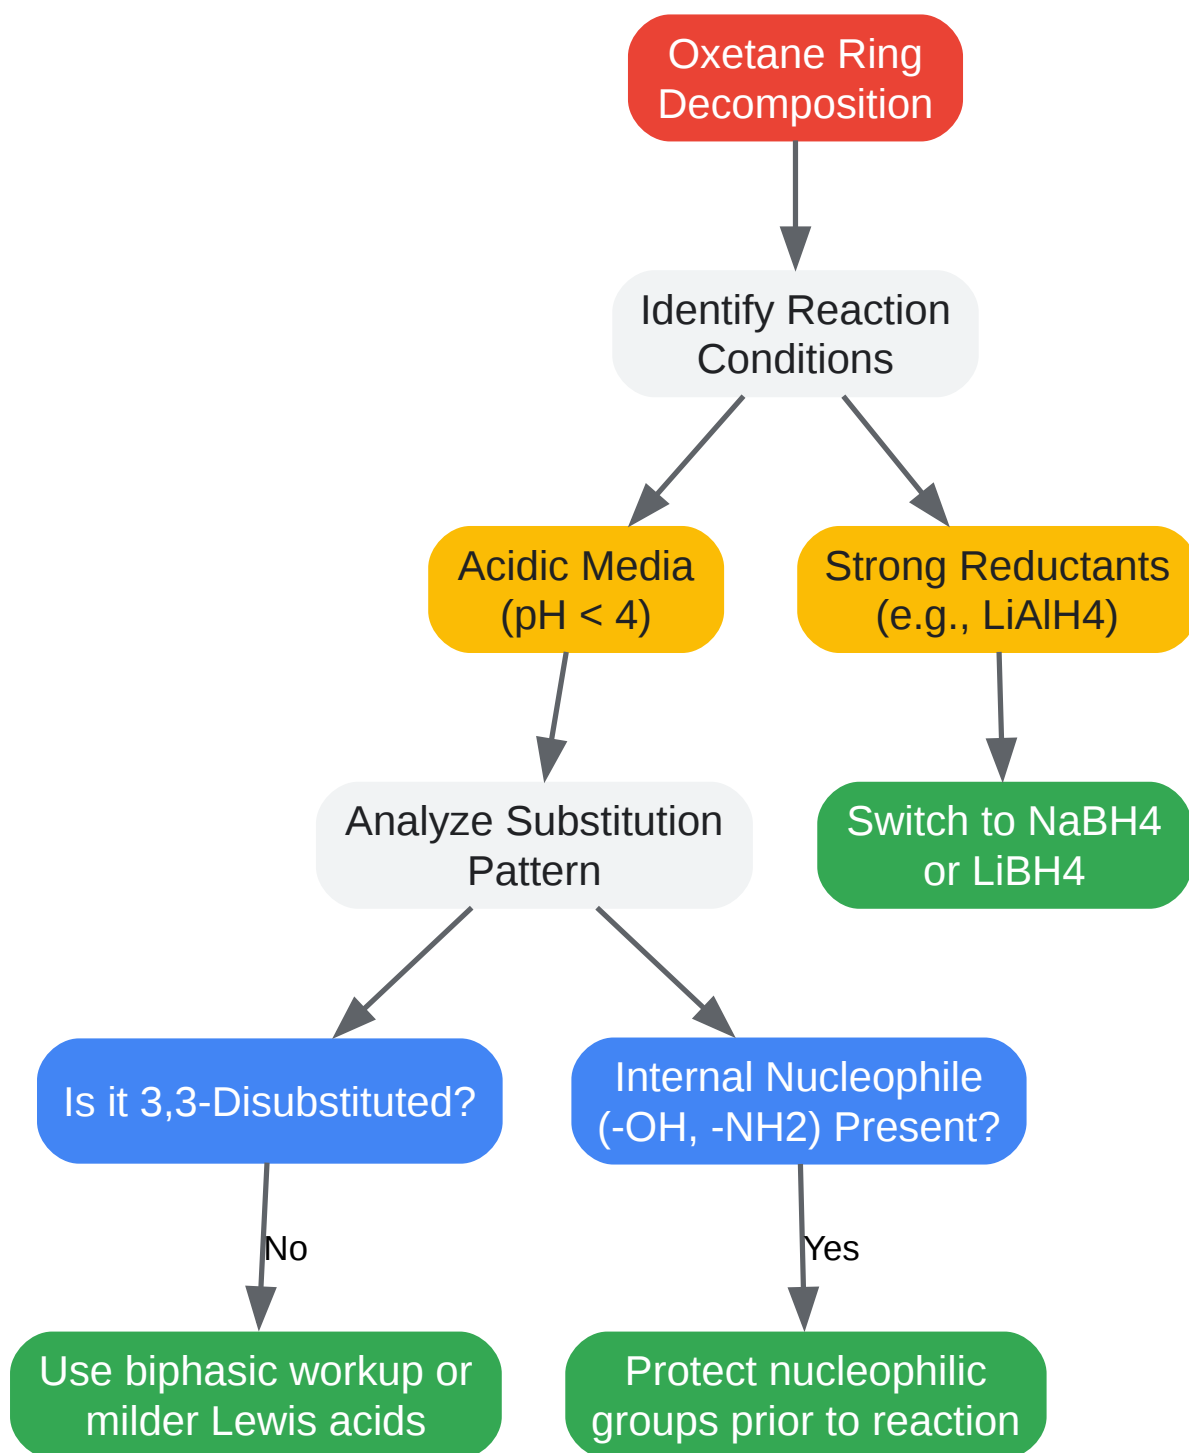 Oxetane Ring
Decomposition
Identify Reaction
Conditions
Acidic Media
(pH < 4)
Strong Reductants
(e.g., LiAlH4)
Analyze Substitution
Pattern
Switch to NaBH4
or LiBH4
Is it 3,3-Disubstituted?
Internal Nucleophile
(-OH, -NH2) Present?
No
Yes
Use biphasic workup or
milder Lewis acids
Protect nucleophilic
groups prior to reaction